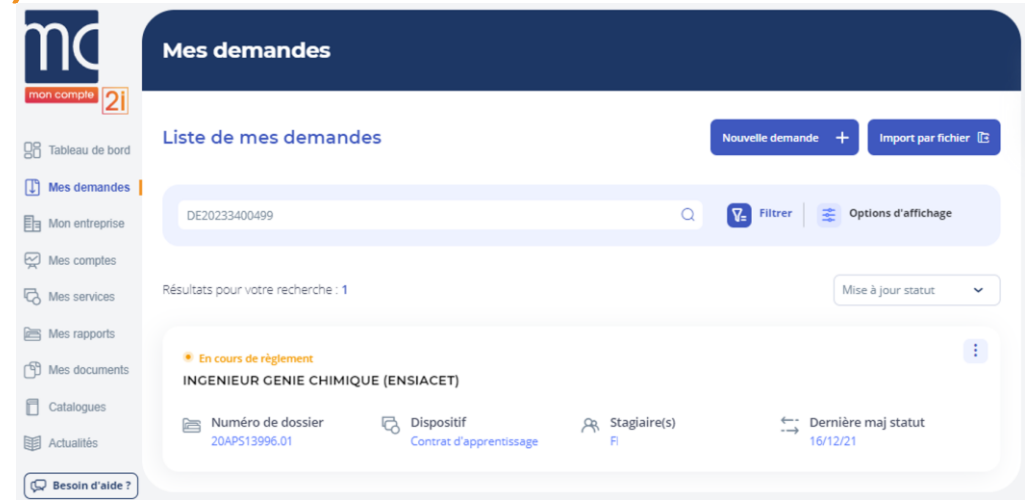 mc
mon compte 2i
Mes demandes
Tableau de bord
Mes demandes
Mon entreprise
Mes comptes
Mes services
Mes rapports
Mes documents
Catalogues
Actualités
Besoin d'aide ?
Liste de mes demandes
Nouvelle demande +
Import par fichier
DE20233400499
Filtrer
Options d'affichage
Résultats pour votre recherche : 1
Mise à jour statut
En cours de règlement
INGENIEUR GENIE CHIMIQUE (ENSIACET)
Numéro de dossier
20APS13996.01
Dispositif
Contrat d'apprentissage
Stagiaire(s)
FI
Dernière maj statut
16/12/21